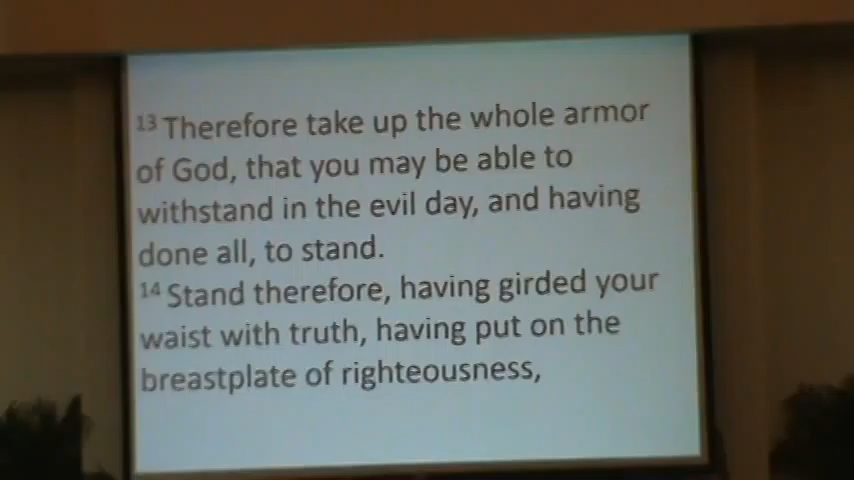 13 Therefore take up the whole armor
of God, that you may be able to
withstand in the evil day, and having
done all, to stand.
14 Stand therefore, having girded your
waist with truth, having put on the
breastplate of righteousness,